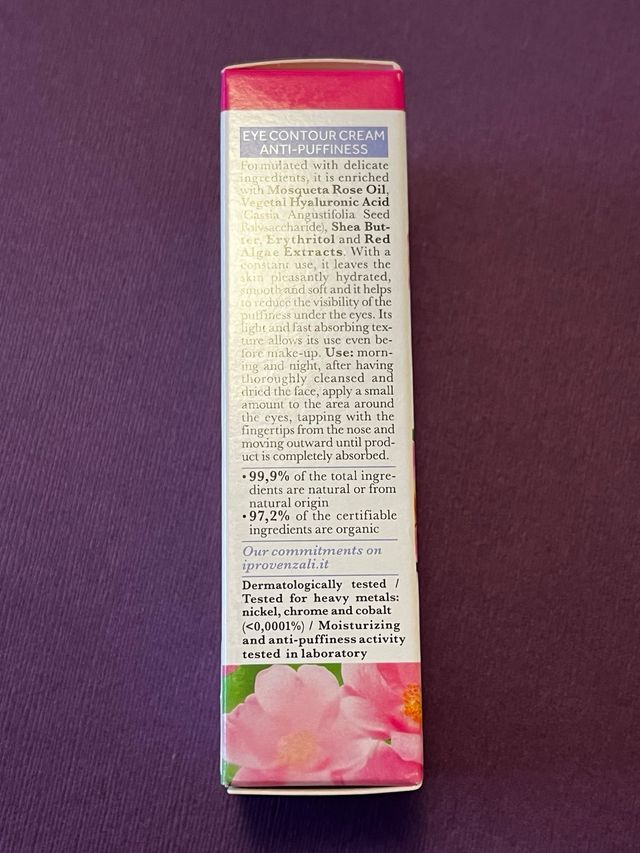 EYE CONTOUR CREAM
ANTI-PUFFINESS
Formulated with delicate
ingredients, it is enriched
with Mosqueta Rose Oil,
Vegetal Hyaluronic Acid
(Cassia Angustifolia Seed
Polysaccharide), Shea But-
ter, Erythritol and Red
Algae Extracts. With a
constant use, it leaves the
skin pleasantly hydrated,
smooth and soft and it helps
to reduce the visibility of the
puffiness under the eyes. Its
light and fast absorbing tex-
ture allows its use even be-
fore make-up. Use: morn-
ing and night, after having
thoroughly cleansed and
dried the face, apply a small
amount to the area around
the eyes, tapping with the
fingertips from the nose and
moving outward until prod-
uct is completely absorbed.
• 99,9% of the total ingre-
dients are natural or from
natural origin
• 97,2% of the certifiable
ingredients are organic
Our commitments on
iprovenzali.it
Dermatologically tested /
Tested for heavy metals:
nickel, chrome and cobalt
(<0,0001%) / Moisturizing
and anti-puffiness activity
tested in laboratory